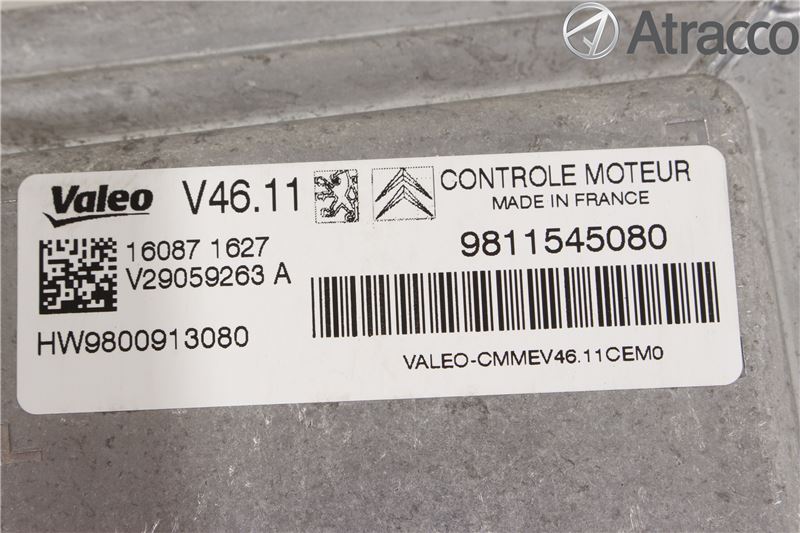 Atracco
Valeo V46.11 CONTROLE MOTEUR
MADE IN FRANCE
16087 1627 9811545080
V29059263 A
HW9800913080
VALEO-CMMEV46.11CEM0